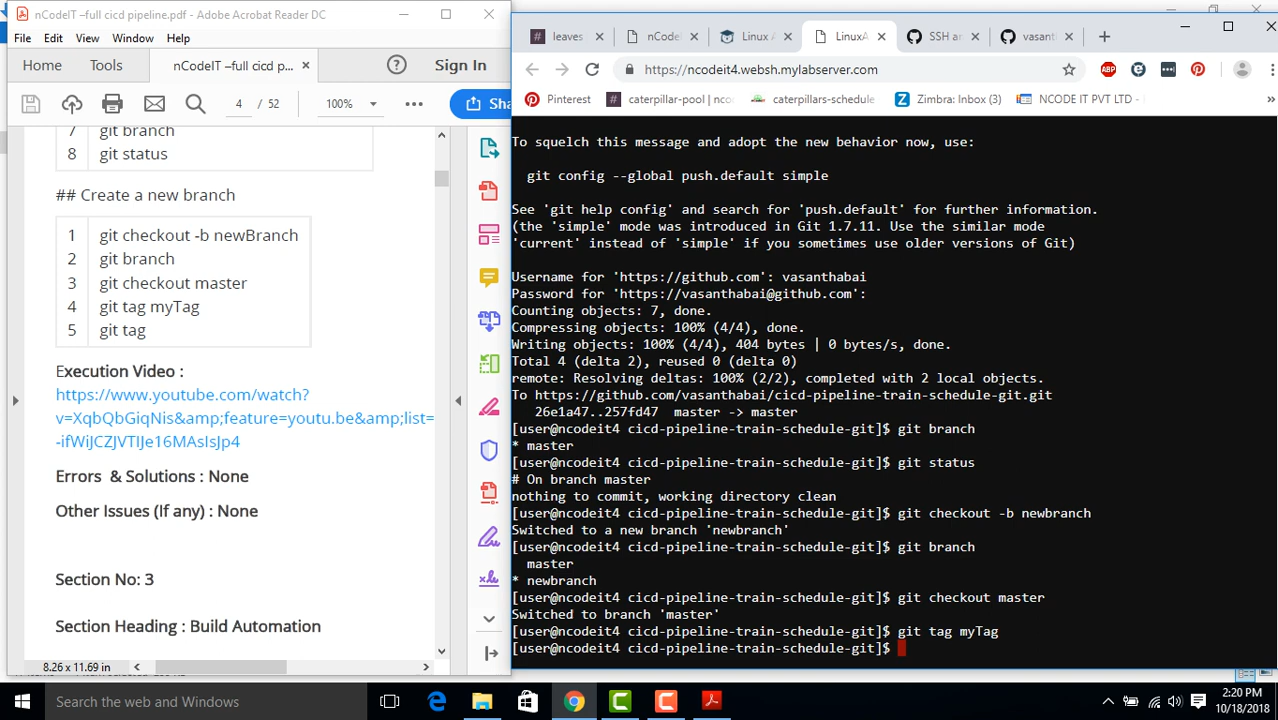 nCodeIT –full cicd pipeline.pdf - Adobe Acrobat Reader DC
File Edit View Window Help
Home Tools nCodeIT –full cicd p... Sign In
4 / 52 100% Sha
7 git branch
8 git status
## Create a new branch
1 git checkout -b newBranch
2 git branch
3 git checkout master
4 git tag myTag
5 git tag
Execution Video :
https://www.youtube.com/watch?
v=XqbQbGiqNis&amp;feature=youtu.be&amp;list=
-ifWiJCZJVTIJe16MAsIsJp4
Errors & Solutions : None
Other Issues (If any) : None
Section No: 3
Section Heading : Build Automation
8.26 x 11.69 in
leaves nCodel Linux A LinuxA SSH an vasanth
https://ncodeit4.websh.mylabserver.com
ABP
Pinterest caterpillar-pool | nco caterpillars-schedule Zimbra: Inbox (3) NCODE IT PVT LTD -
To squelch this message and adopt the new behavior now, use:
git config --global push.default simple
See 'git help config' and search for 'push.default' for further information.
(the 'simple' mode was introduced in Git 1.7.11. Use the similar mode
'current' instead of 'simple' if you sometimes use older versions of Git)
Username for 'https://github.com': vasanthabai
Password for 'https://vasanthabai@github.com':
Counting objects: 7, done.
Compressing objects: 100% (4/4), done.
Writing objects: 100% (4/4), 404 bytes | 0 bytes/s, done.
Total 4 (delta 2), reused 0 (delta 0)
remote: Resolving deltas: 100% (2/2), completed with 2 local objects.
To https://github.com/vasanthabai/cicd-pipeline-train-schedule-git.git
26e1a47..257fd47 master -> master
[user@ncodeit4 cicd-pipeline-train-schedule-git]$ git branch
* master
[user@ncodeit4 cicd-pipeline-train-schedule-git]$ git status
# On branch master
nothing to commit, working directory clean
[user@ncodeit4 cicd-pipeline-train-schedule-git]$ git checkout -b newbranch
Switched to a new branch 'newbranch'
[user@ncodeit4 cicd-pipeline-train-schedule-git]$ git branch
master
* newbranch
[user@ncodeit4 cicd-pipeline-train-schedule-git]$ git checkout master
Switched to branch 'master'
[user@ncodeit4 cicd-pipeline-train-schedule-git]$ git tag myTag
[user@ncodeit4 cicd-pipeline-train-schedule-git]$
Search the web and Windows
2:20 PM
10/18/2018